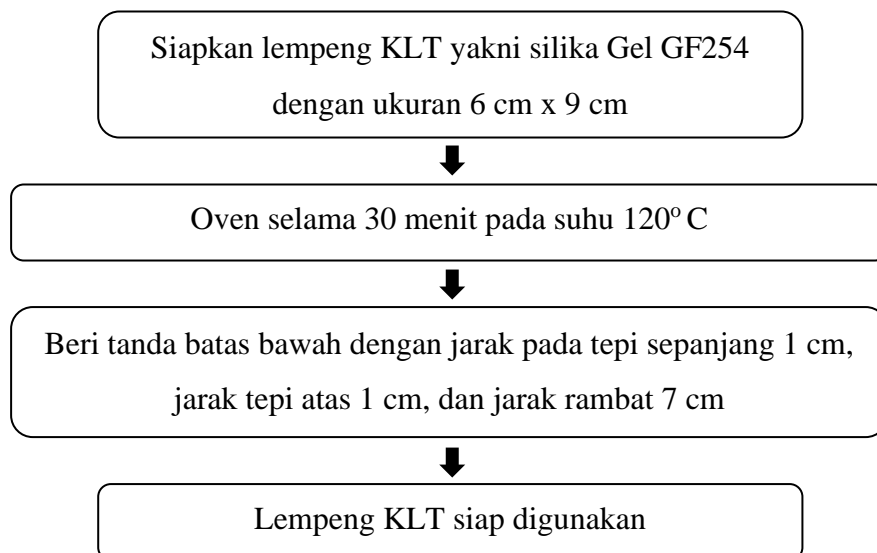 Siapkan lempeng KLT yakni silika Gel GF254
dengan ukuran 6 cm x 9 cm
Oven selama 30 menit pada suhu 120º C
Beri tanda batas bawah dengan jarak pada tepi sepanjang 1 cm,
jarak tepi atas 1 cm, dan jarak rambat 7 cm
Lempeng KLT siap digunakan